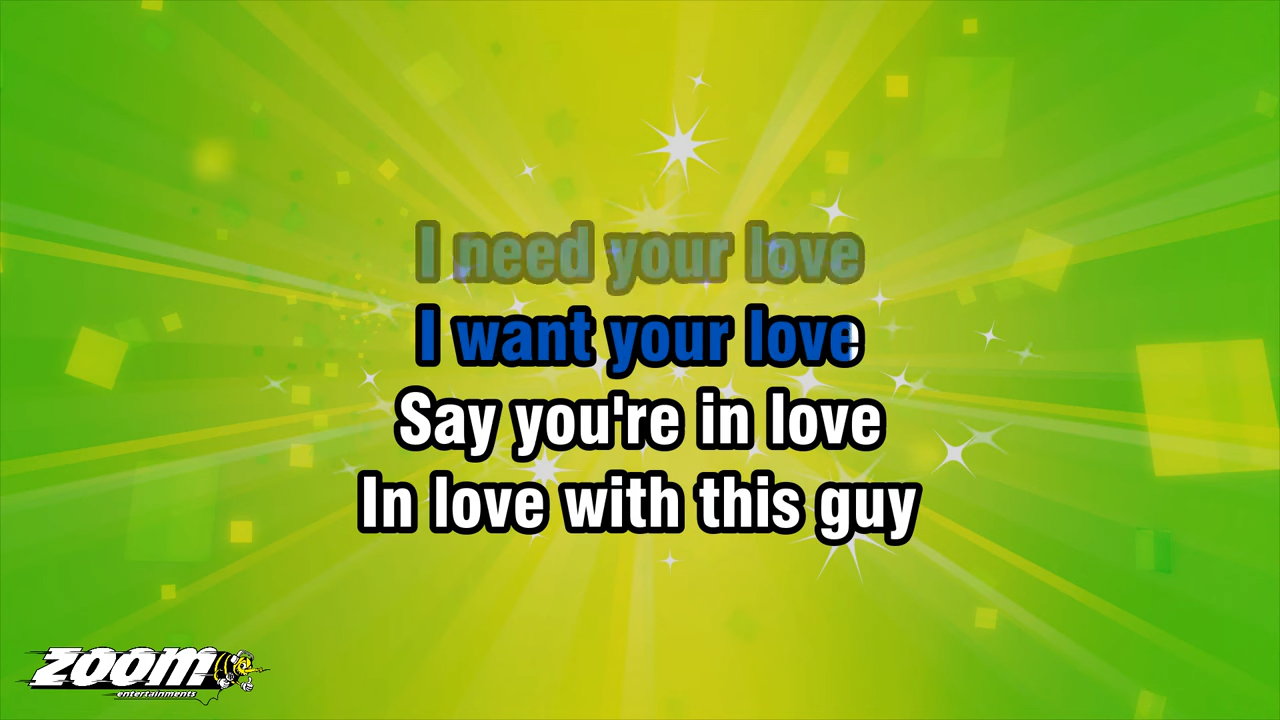 I need your love
I want your love
Say you're in love
In love with this guy
zoom
entertainments